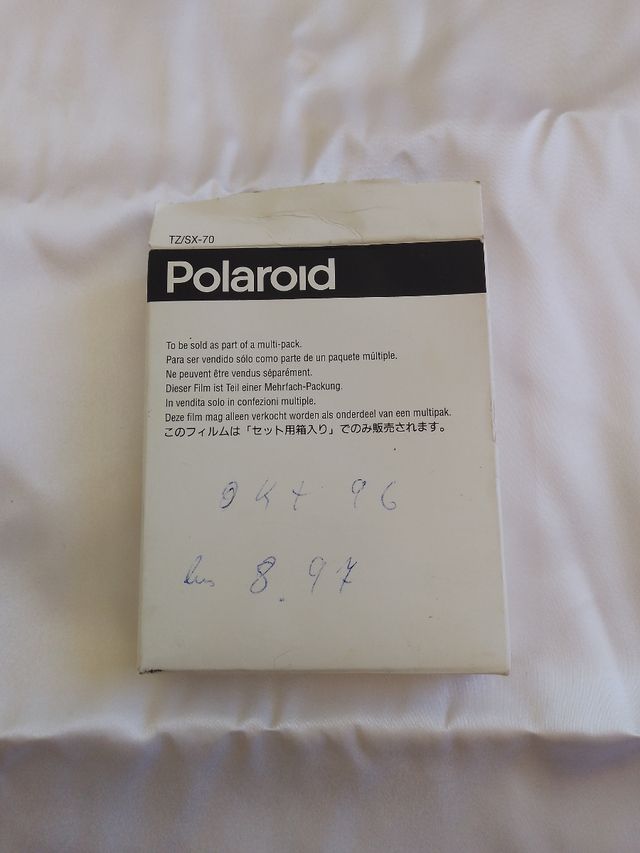 TZ/SX-70
Polaroid
To be sold as part of a multi-pack.
Para ser vendido sólo como parte de un paquete múltiple.
Ne peuvent être vendus séparément.
Dieser Film ist Teil einer Mehrfach-Packung.
In vendita solo in confezioni multiple.
Deze film mag alleen verkocht worden als onderdeel van een multipak.
このフィルムは「セット用箱入り」でのみ販売されます。
Okt 96
bis 8.97